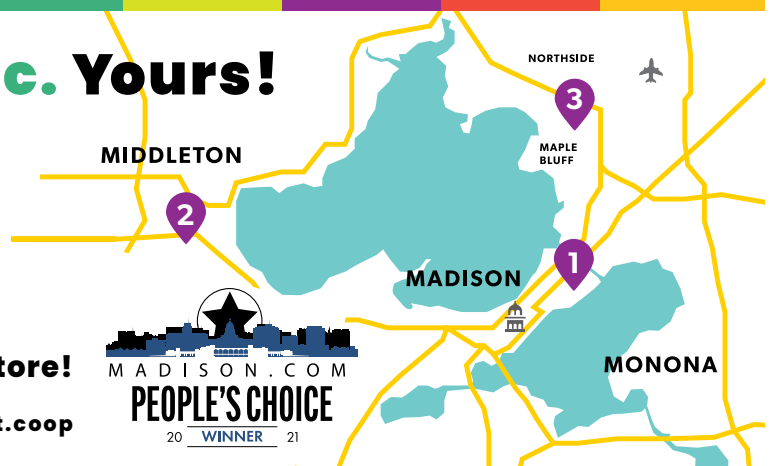 c. Yours!
NORTHSIDE
3
MAPLE
BLUFF
MIDDLETON
2
1
MADISON
MONONA
tore!
MADISON.COM
PEOPLE'S CHOICE
20 WINNER 21
t.coop